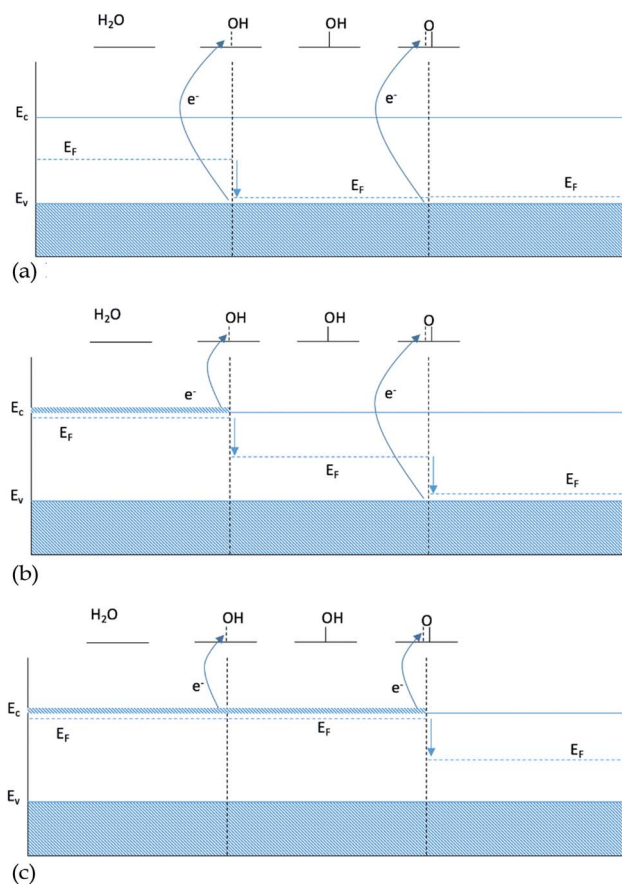 H₂O OH OH O
e⁻ e⁻
Ec
EF
EF EF
Ev
(a)
H₂O OH OH O
e⁻ e⁻
Ec
EF
EF
Ev EF
(b)
H₂O OH OH O
e⁻ e⁻
Ec
EF EF
EF
Ev
(c)